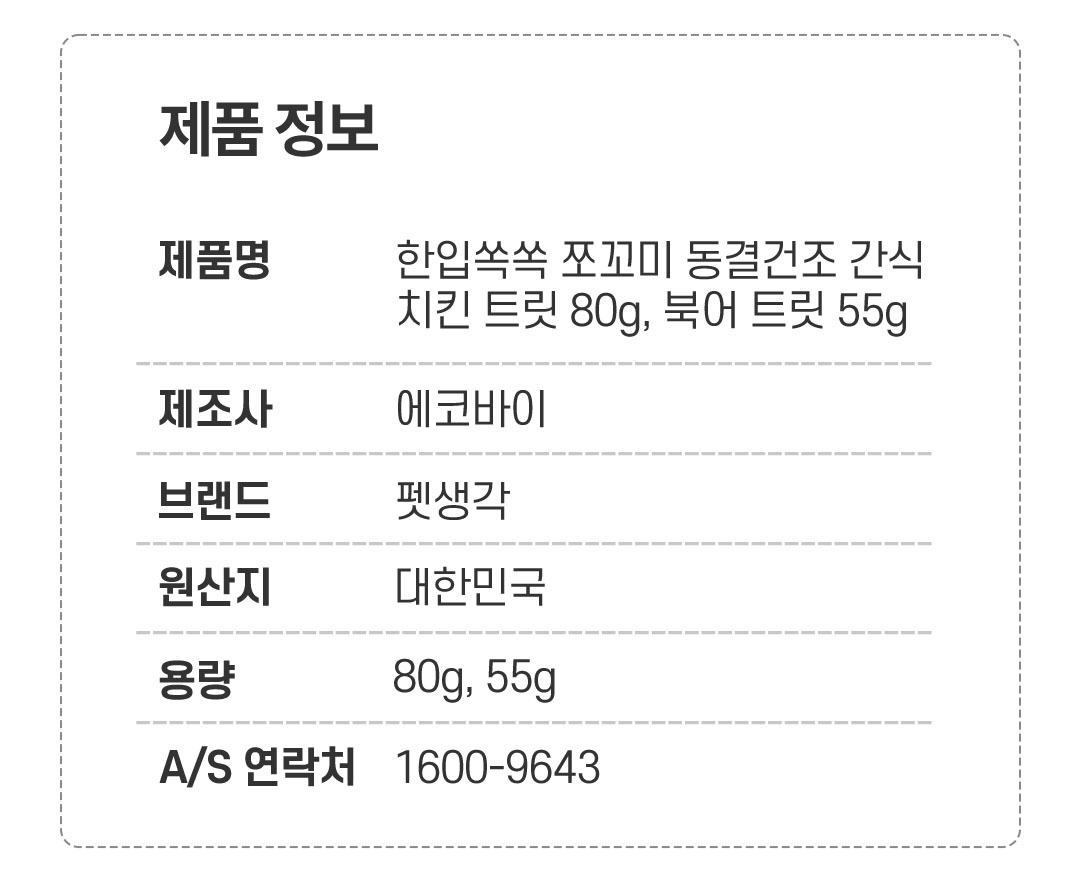 제품 정보
제품명 한입쏙쏙 쪼꼬미 동결건조 간식
치킨 트릿 80g, 북어 트릿 55g
제조사 에코바이
브랜드 펫생각
원산지 대한민국
용량 80g, 55g
A/S 연락처 1600-9643